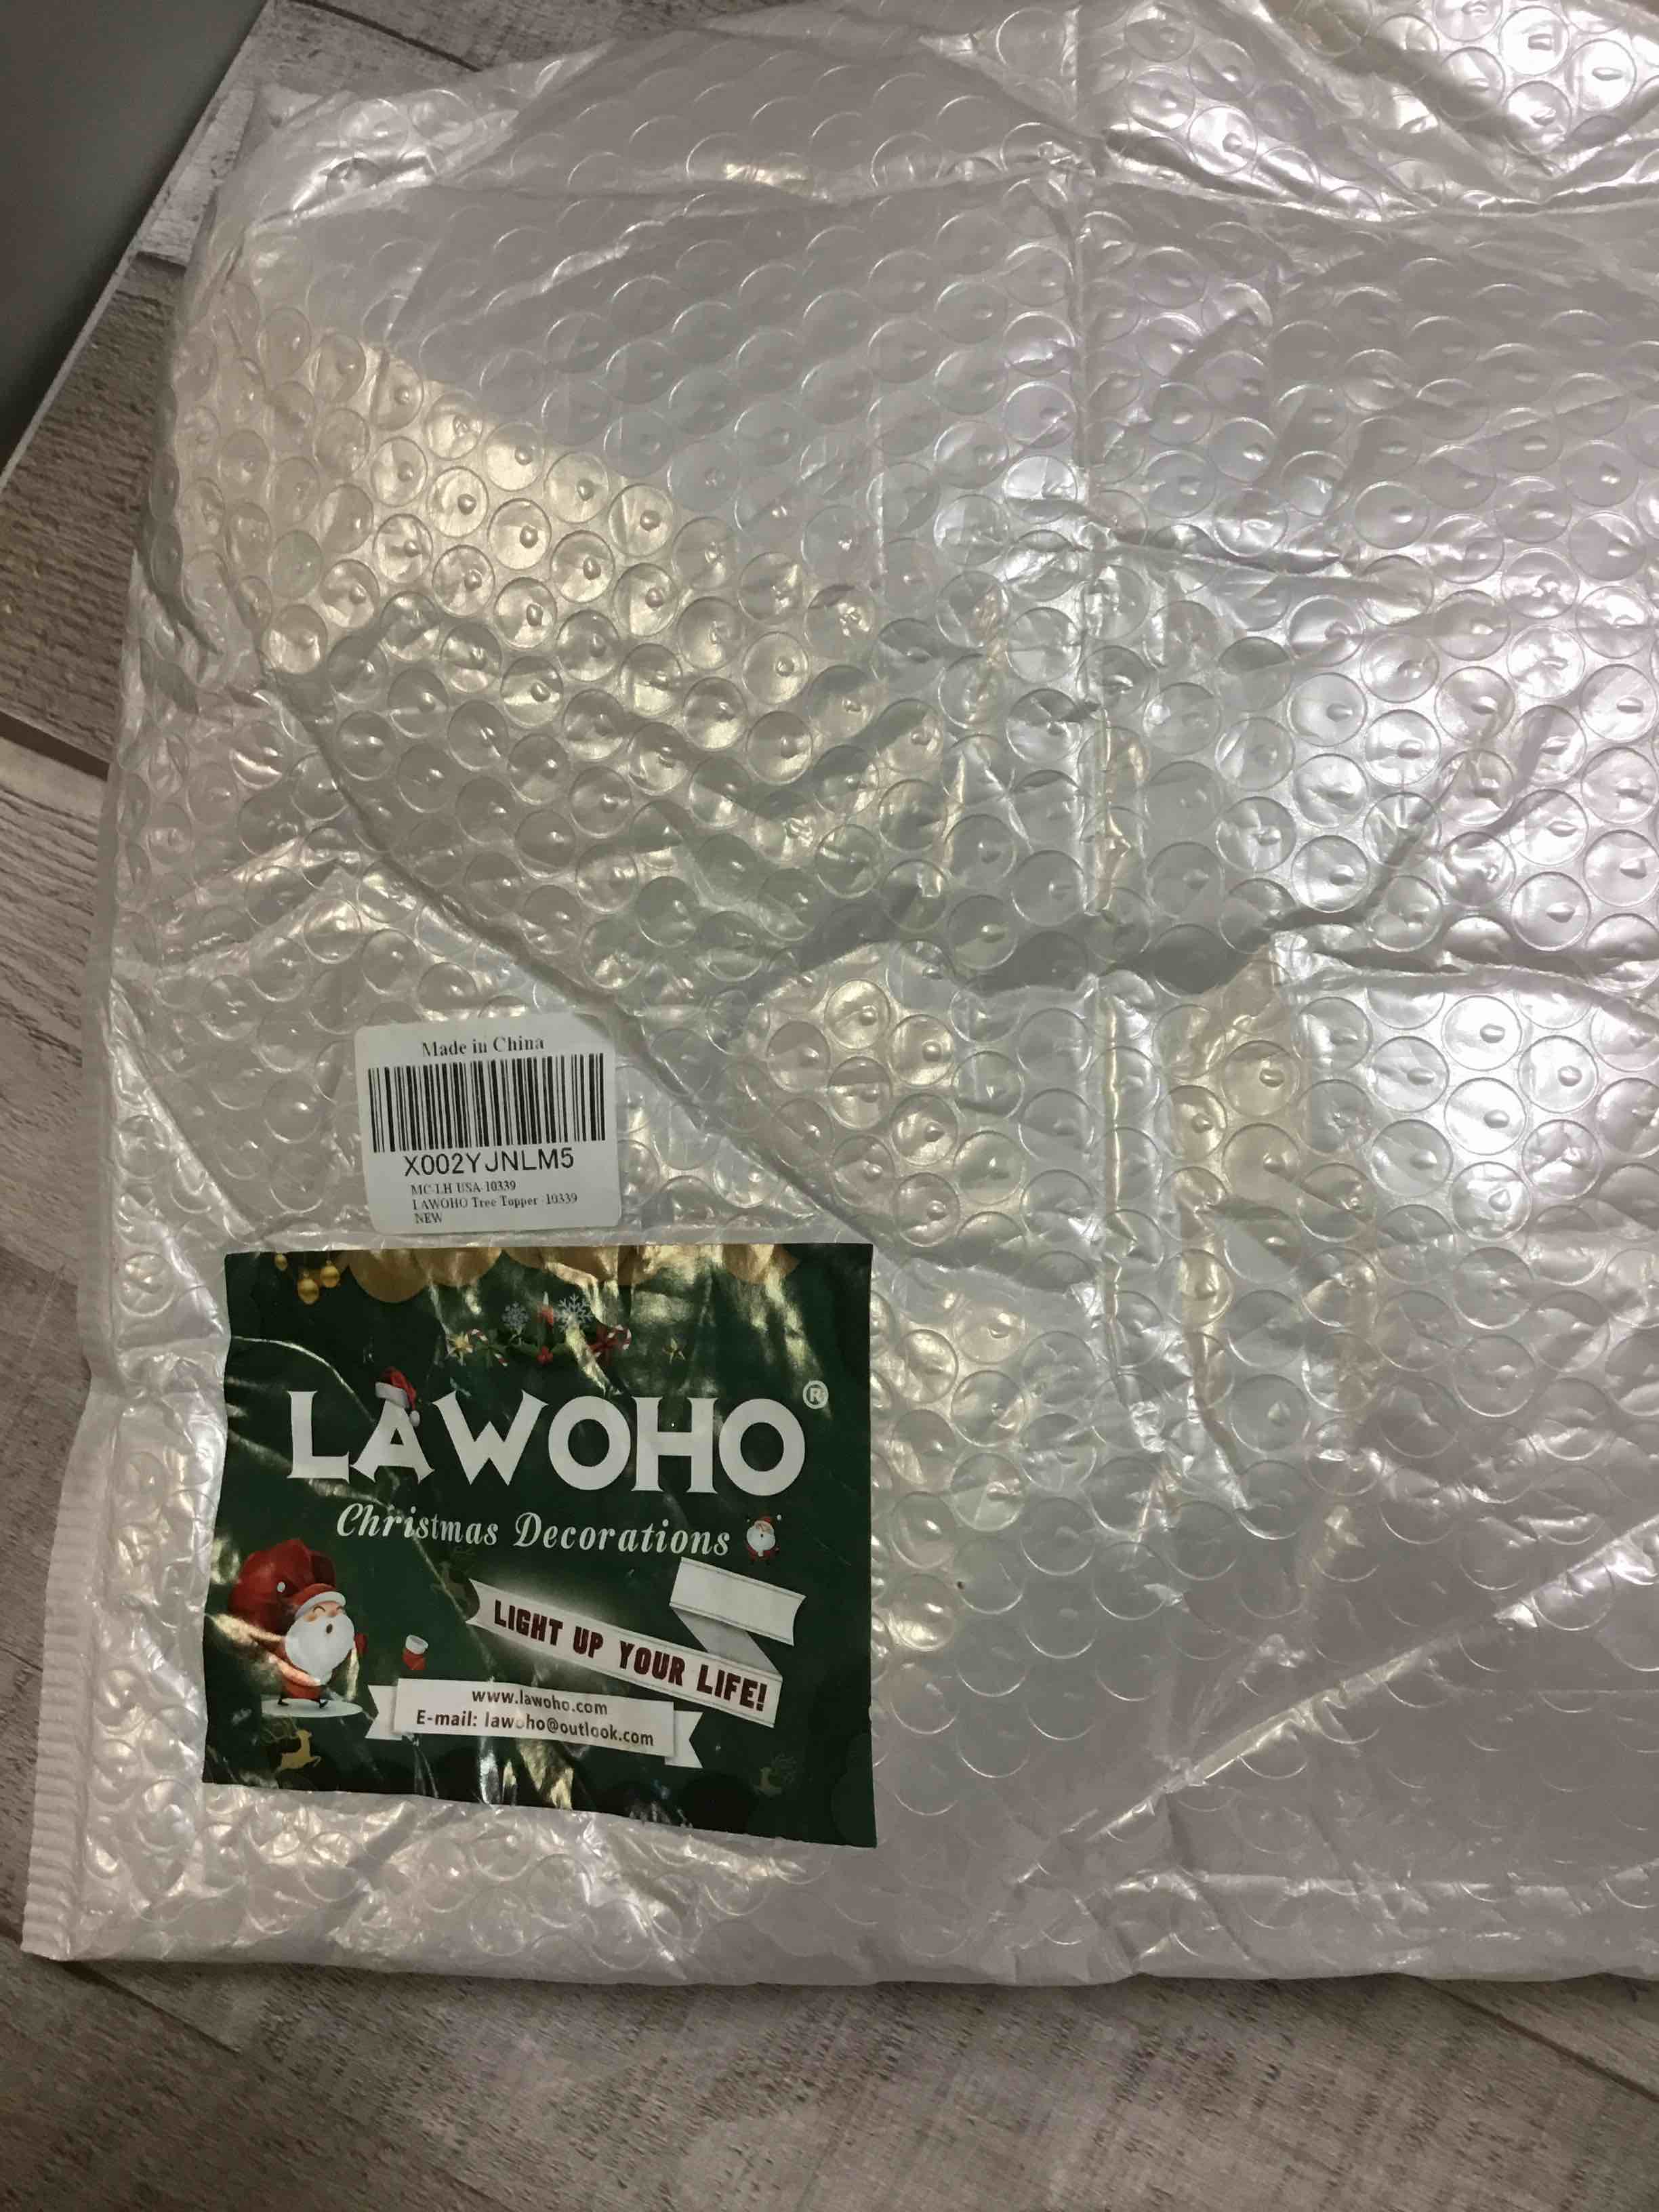 Made in China
X002YJNLM5
MC-LH USA-10339
LAWOHO Tree Topper -10339
NEW
LAWOHO®
Christmas Decorations
LIGHT UP YOUR LIFE!
www.lawoho.com
E-mail: lawoho@outlook.com